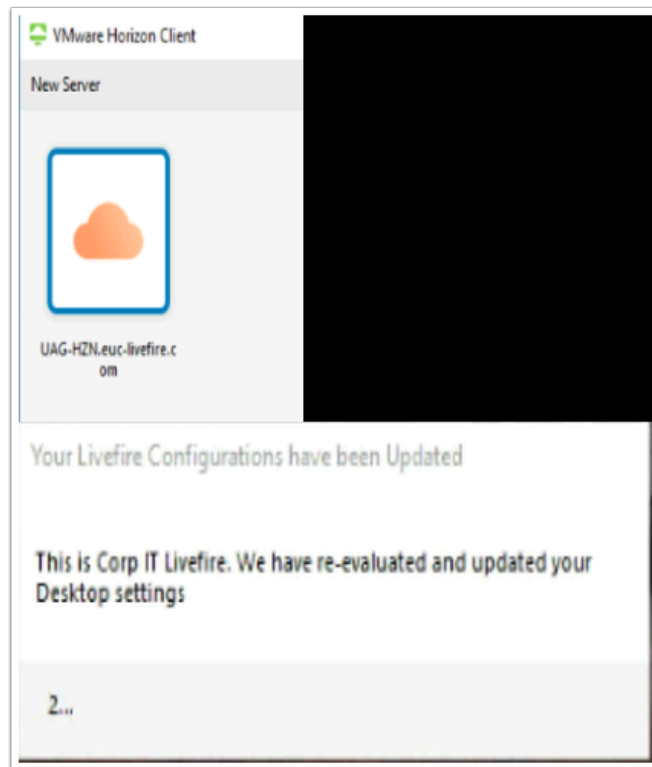 VMware Horizon Client
New Server
UAG-HZN.euc-livefire.c
om
Your Livefire Configurations have been Updated
This is Corp IT Livefire. We have re-evaluated and updated your
Desktop settings
2...